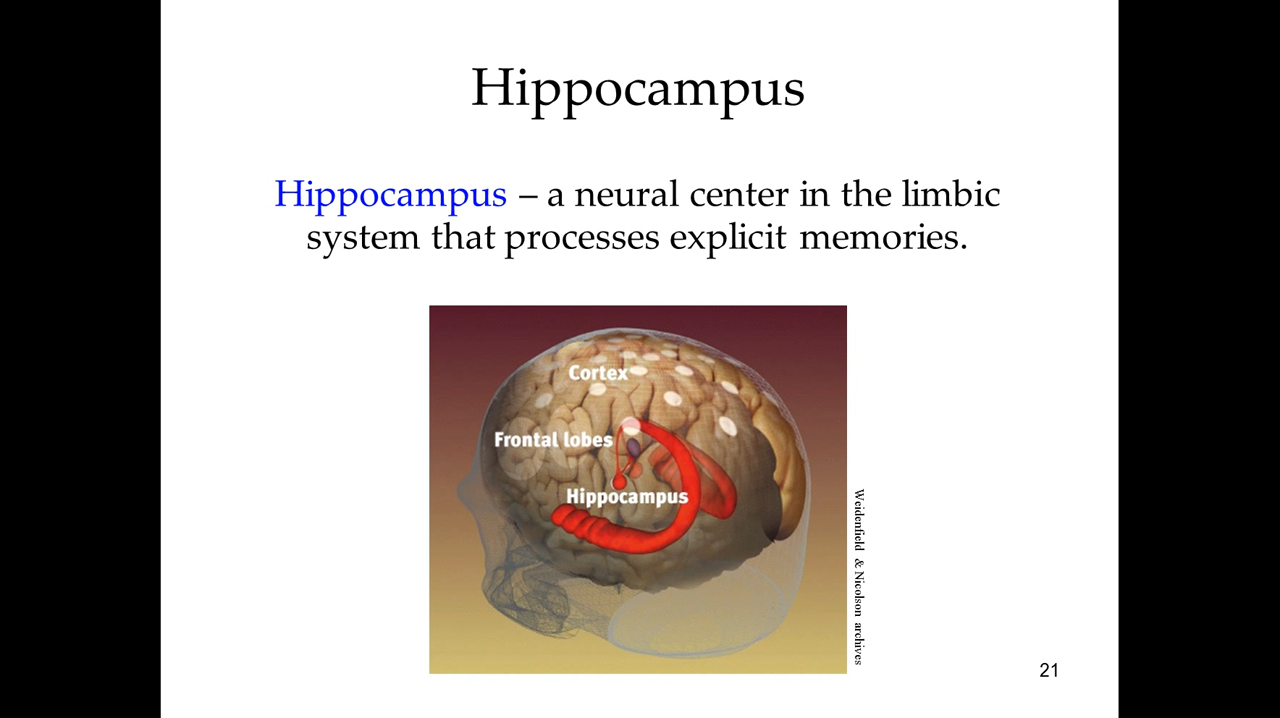 Hippocampus
Hippocampus – a neural center in the limbic
system that processes explicit memories.
Cortex
Frontal lobes
Hippocampus
Weidenfield & Nicolson archives
21